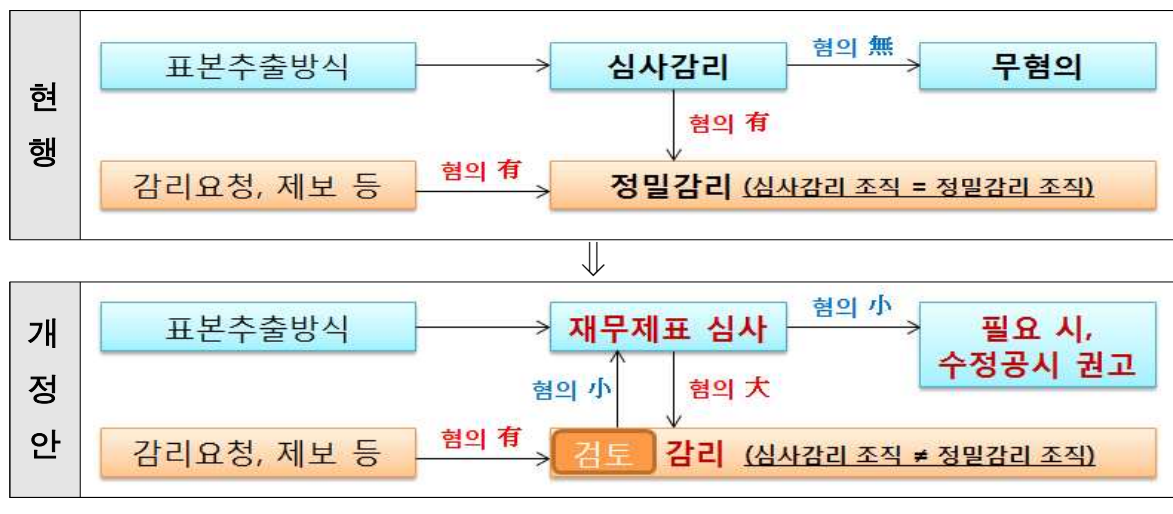 현행
표본추출방식
심사감리
혐의 無
무혐의
혐의 有
감리요청, 제보 등
혐의 有
정밀감리 (심사감리 조직 = 정밀감리 조직)
⇓
개정안
표본추출방식
재무제표 심사
혐의 小
필요 시,
수정공시 권고
혐의 小
혐의 大
감리요청, 제보 등
혐의 有
검토
감리 (심사감리 조직 ≠ 정밀감리 조직)